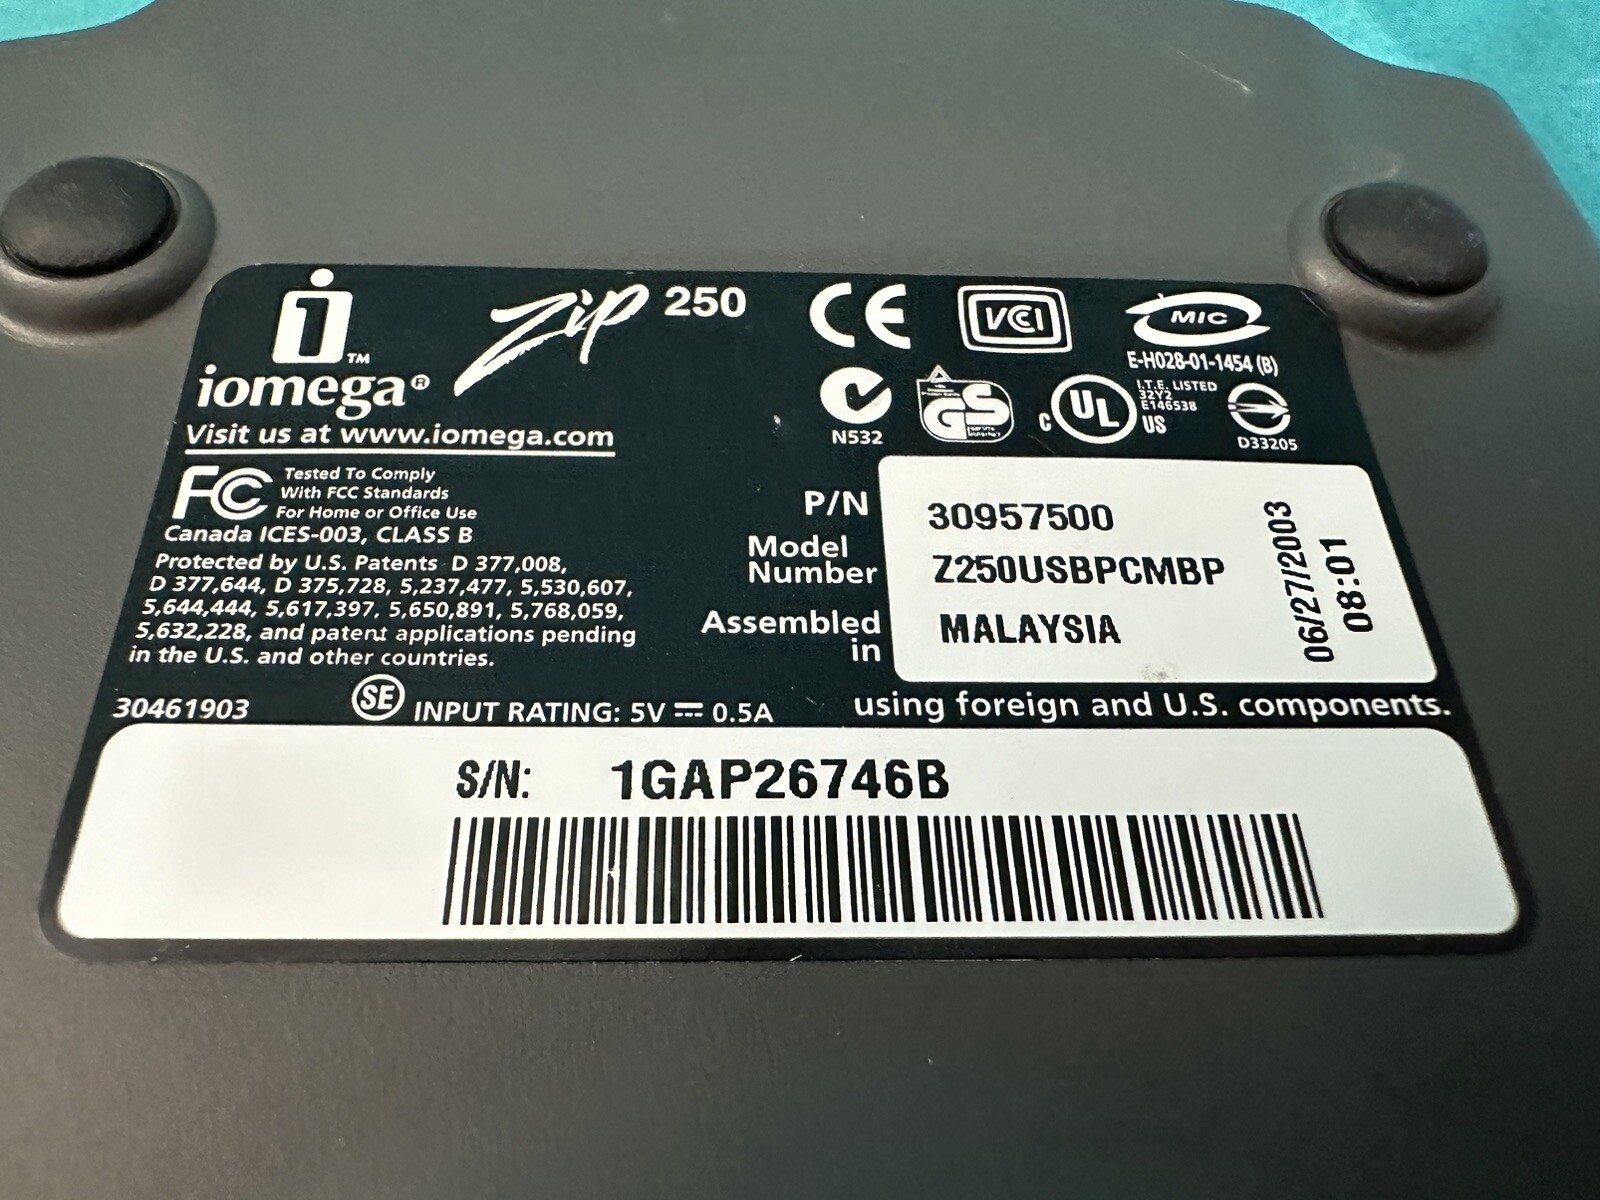 iomega®
TM
Zip 250
Visit us at www.iomega.com
CE
VCI
MIC
E-H028-01-1454 (B)
N532
GS
C UL US
I.T.E. LISTED
32Y2
E146538
D33205
FC
Tested To Comply
With FCC Standards
For Home or Office Use
Canada ICES-003, CLASS B
Protected by U.S. Patents D 377,008,
D 377,644, D 375,728, 5,237,477, 5,530,607,
5,644,444, 5,617,397, 5,650,891, 5,768,059,
5,632,228, and patent applications pending
in the U.S. and other countries.
P/N 30957500
Model Number Z250USBPCMBP
Assembled in MALAYSIA
06/27/2003
08:01
30461903
SE
INPUT RATING: 5V ⎓ 0.5A
using foreign and U.S. components.
S/N: 1GAP26746B